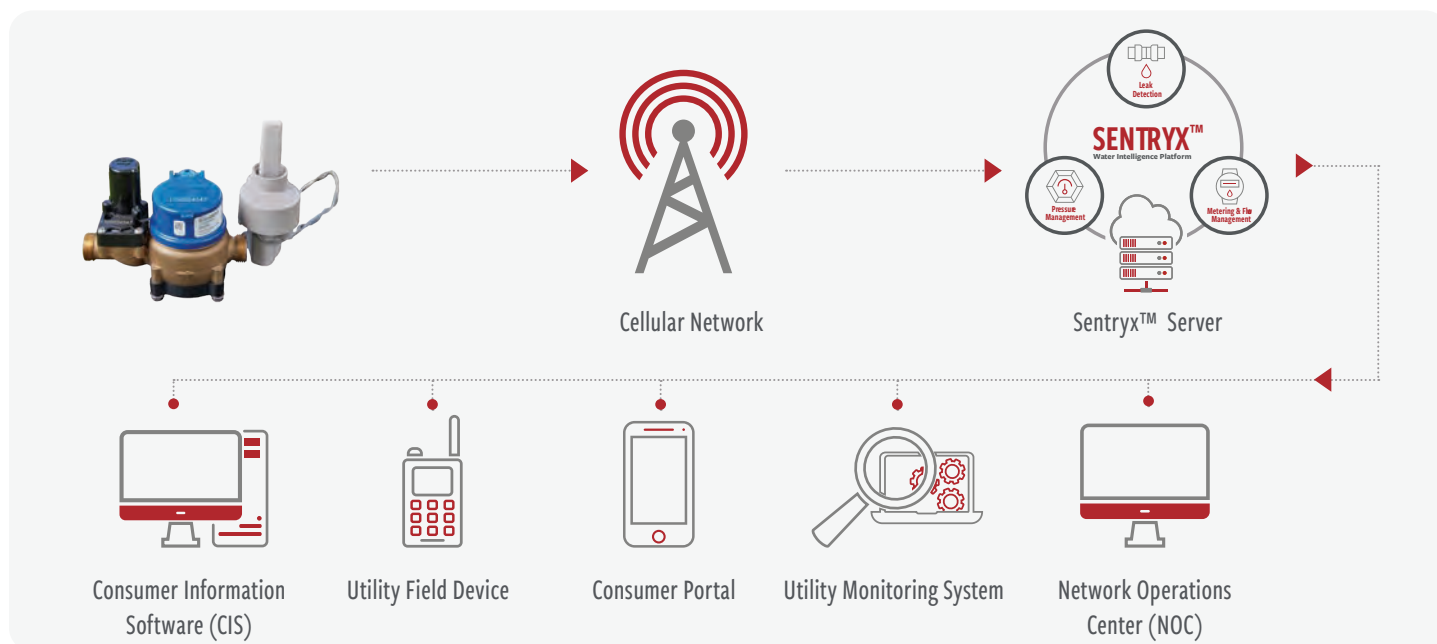 Leak
Detection
SENTRYX™
Water Intelligence Platform
Pressure
Management
Metering & Flow
Management
Cellular Network
Sentryx™ Server
Consumer Information
Software (CIS)
Utility Field Device
Consumer Portal
Utility Monitoring System
Network Operations
Center (NOC)